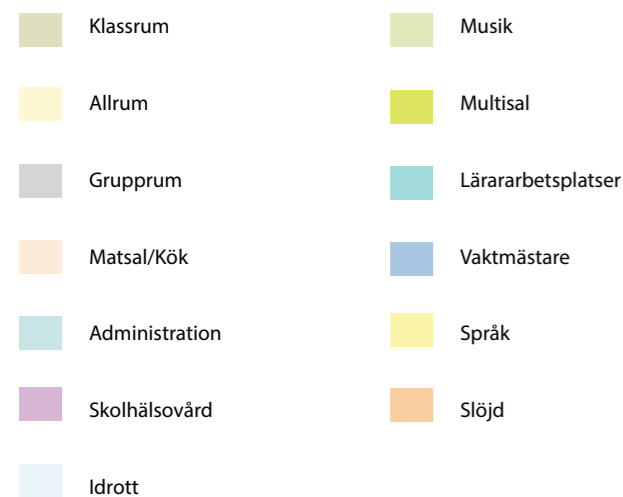 Klassrum
Allrum
Grupprum
Matsal/Kök
Administration
Skolhälsovård
Idrott
Musik
Multisal
Lärararbetsplatser
Vaktmästare
Språk
Slöjd